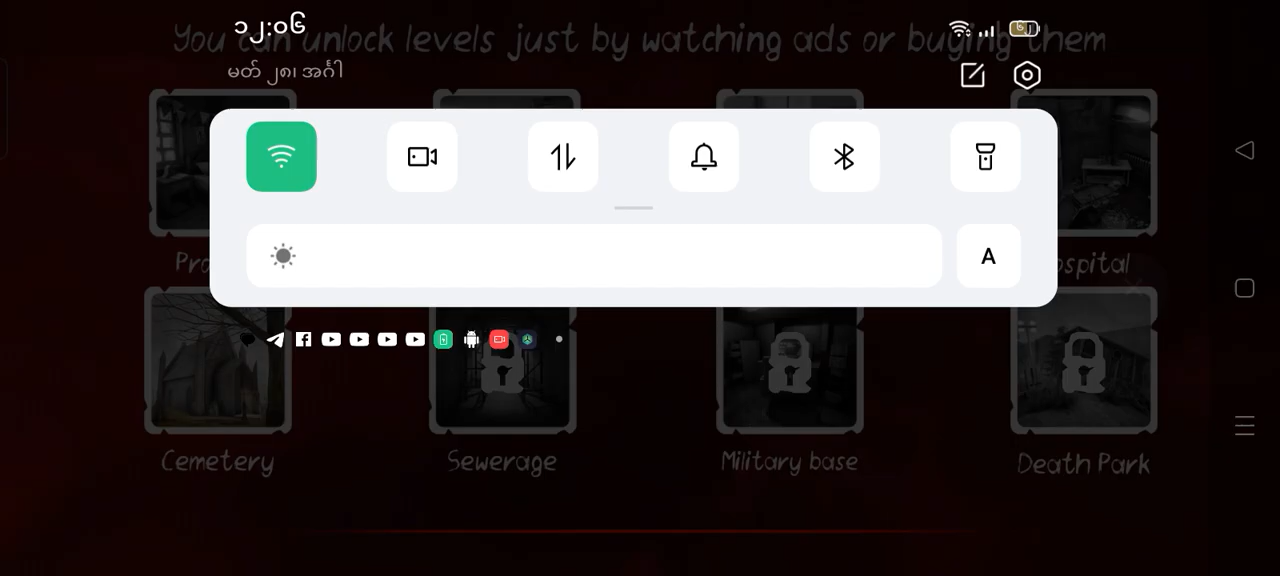 You can unlock levels just by watching ads or buying them
၁၂:၀၆
မတ် ၂၈၊ အင်္ဂါ
A
Cemetery
Sewerage
Military base
Death Park